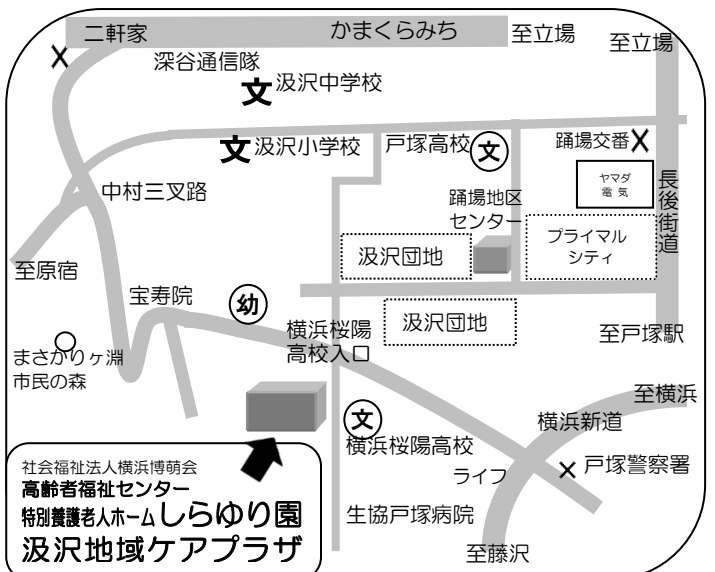 二軒家
かまくらみち
至立場
至立場
深谷通信隊
文
汲沢中学校
文
汲沢小学校
戸塚高校
文
踊場交番
ヤマダ
電気
長後街道
中村三叉路
踊場地区
センター
プライマル
シティ
汲沢団地
至原宿
宝寿院
幼
汲沢団地
横浜桜陽
高校入口
至戸塚駅
まさかりヶ淵
市民の森
至横浜
横浜新道
文
横浜桜陽高校
ライフ
戸塚警察署
生協戸塚病院
至藤沢
社会福祉法人横浜博萌会
高齢者福祉センター
特別養護老人ホームしらゆり園
汲沢地域ケアプラザ